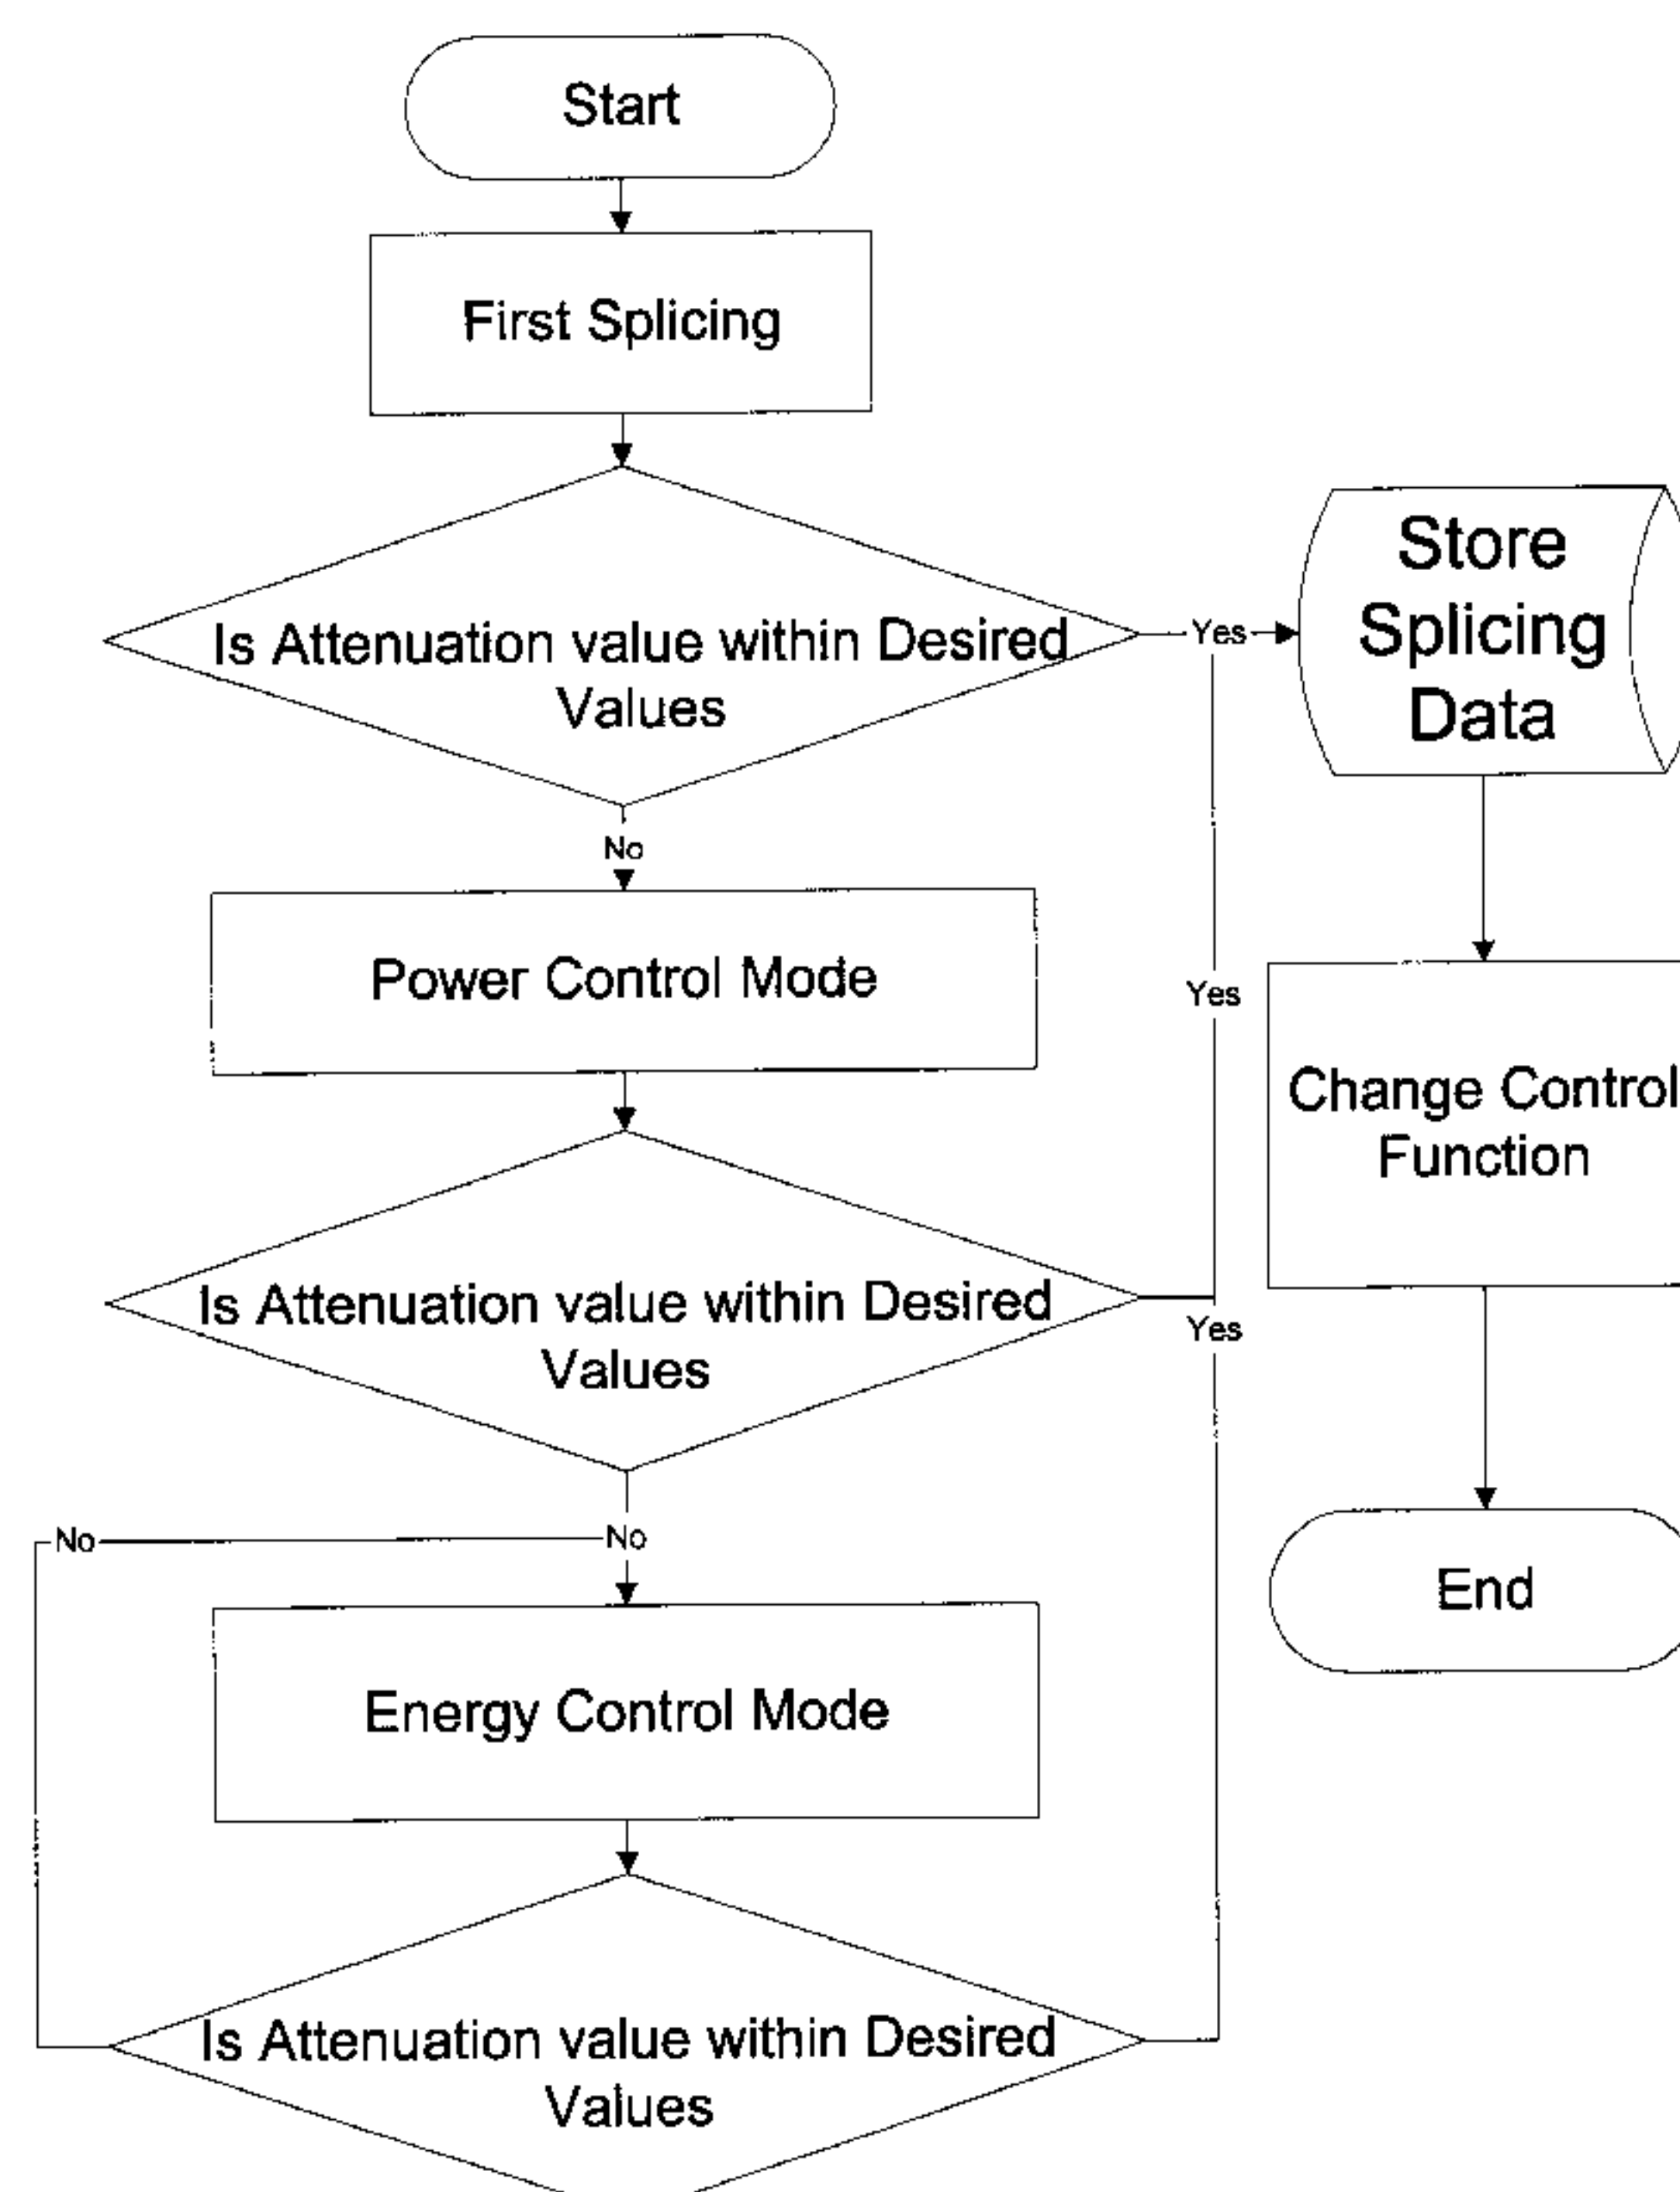 Start
First Splicing
Is Attenuation value within Desired
Values
Yes
Store
Splicing
Data
No
Power Control Mode
Yes
Change Control
Function
Is Attenuation value within Desired
Values
Yes
No
No
End
Energy Control Mode
Is Attenuation value within Desired
Values